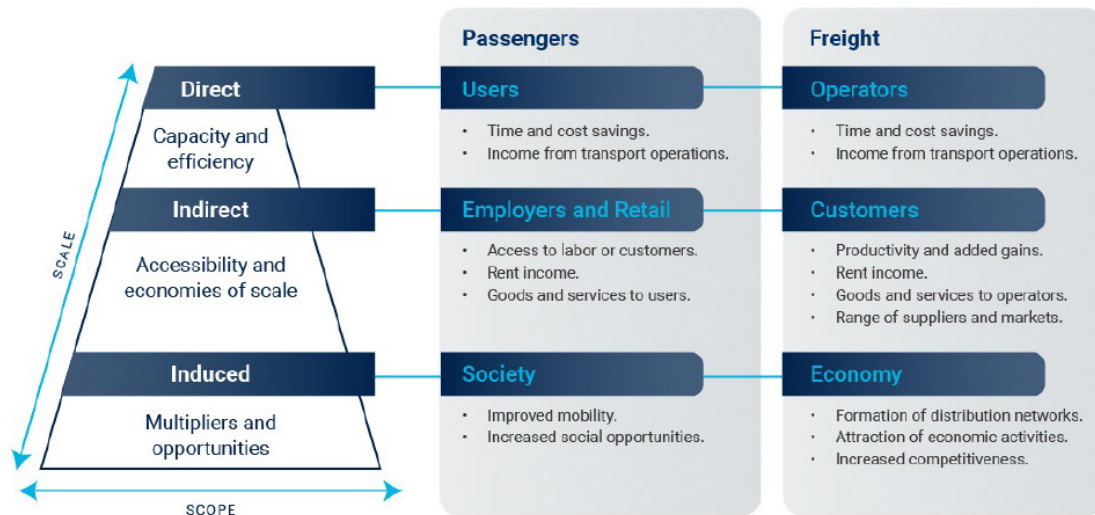 Passengers
Freight
Direct
Users
Operators
Capacity and
efficiency
• Time and cost savings.
• Income from transport operations.
• Time and cost savings.
• Income from transport operations.
Indirect
Employers and Retail
Customers
Accessibility and
economies of scale
• Access to labor or customers.
• Rent income.
• Goods and services to users.
• Productivity and added gains.
• Rent income.
• Goods and services to operators.
• Range of suppliers and markets.
Induced
Society
Economy
Multipliers and
opportunities
• Improved mobility.
• Increased social opportunities.
• Formation of distribution networks.
• Attraction of economic activities.
• Increased competitiveness.
SCALE
SCOPE